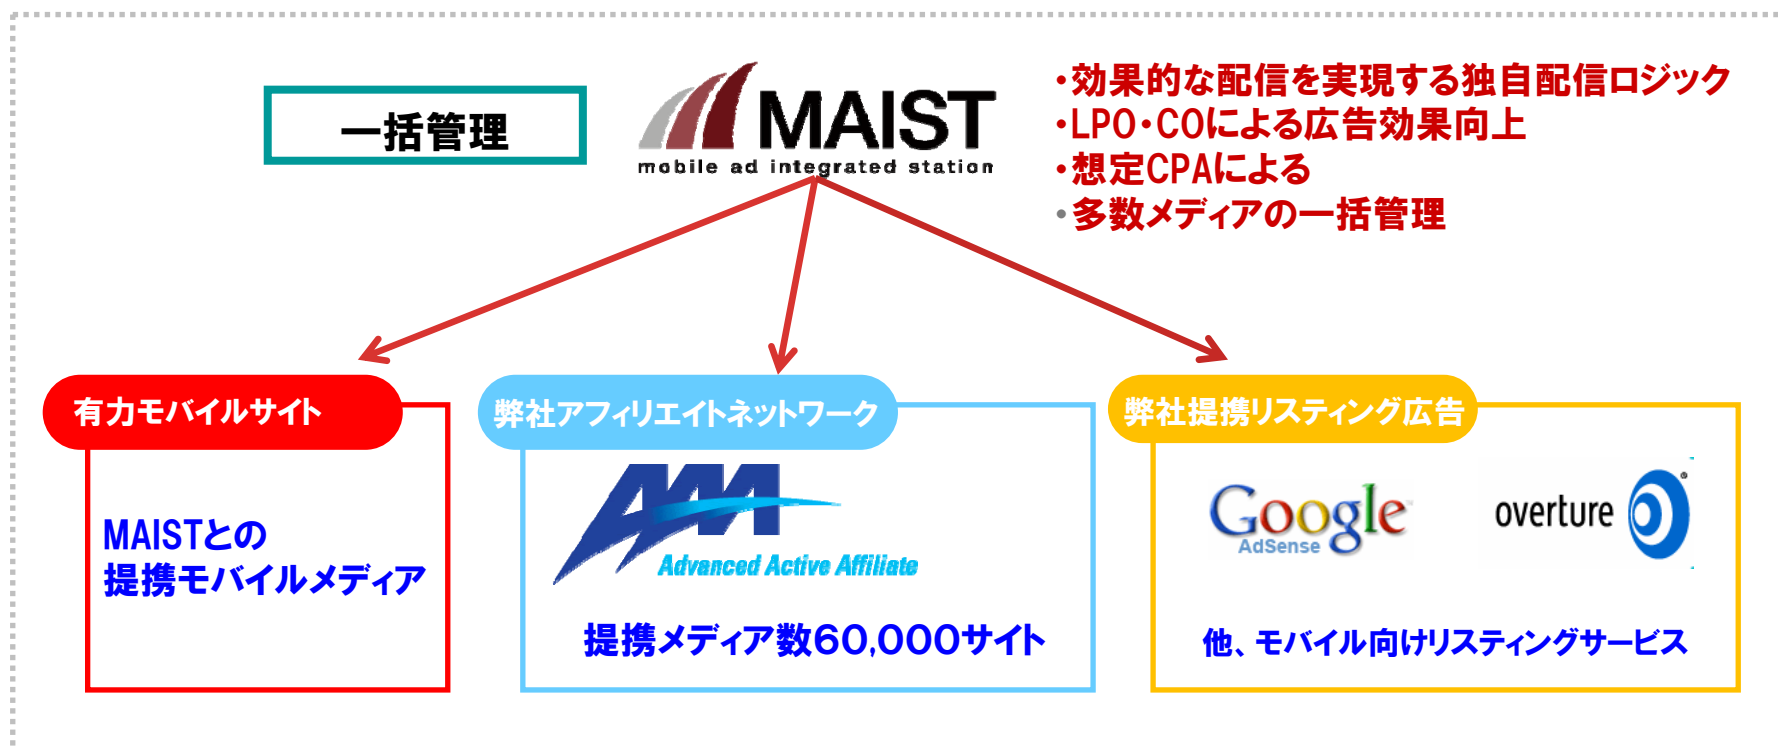 一括管理
MAIST
mobile ad integrated station
・効果的な配信を実現する独自配信ロジック
・LPO・COによる広告効果向上
・想定CPAによる
・多数メディアの一括管理
有力モバイルサイト
MAISTとの
提携モバイルメディア
弊社アフィリエイトネットワーク
AAA
Advanced Active Affiliate
提携メディア数60,000サイト
弊社提携リスティング広告
Google™
AdSense
overture®
他、モバイル向けリスティングサービス